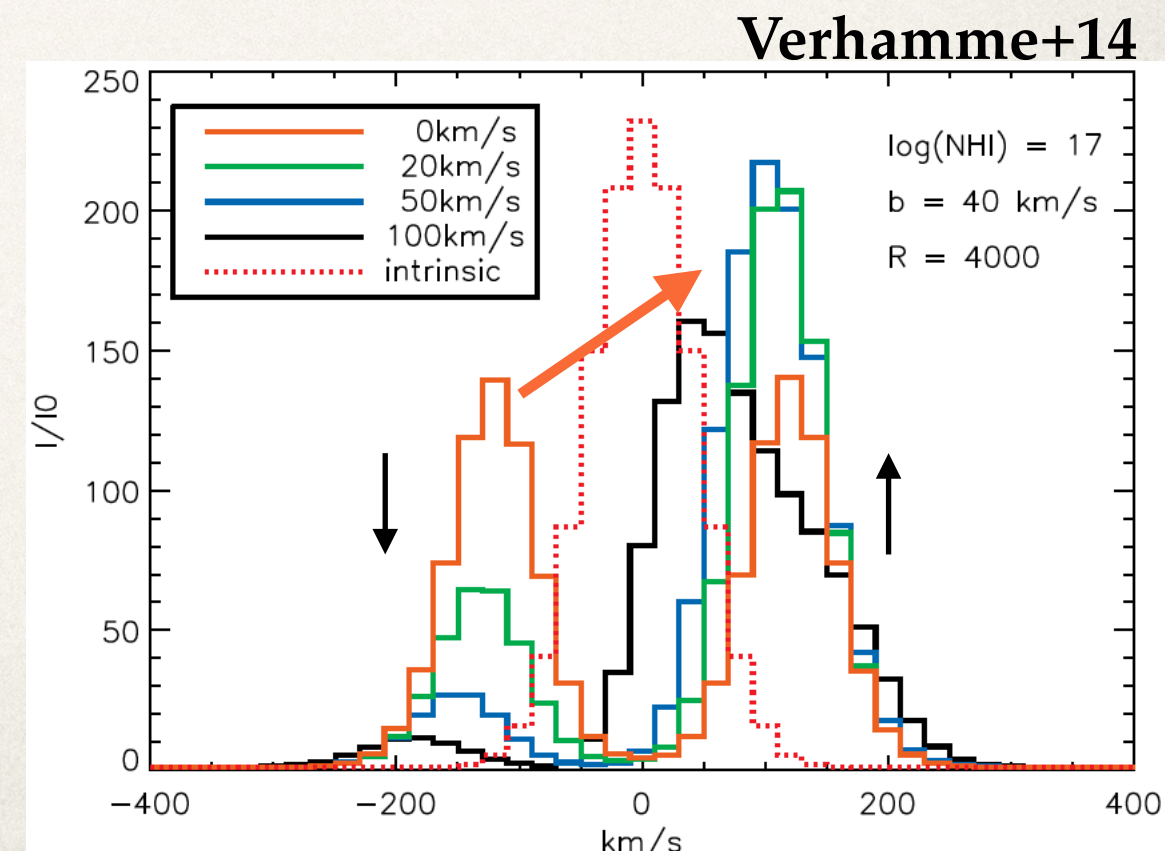 Verhamme+14
250
200
150
100
50
0
I/I0
0km/s
20km/s
50km/s
100km/s
intrinsic
log(NHI) = 17
b = 40 km/s
R = 4000
−400 −200 0 200 400
km/s